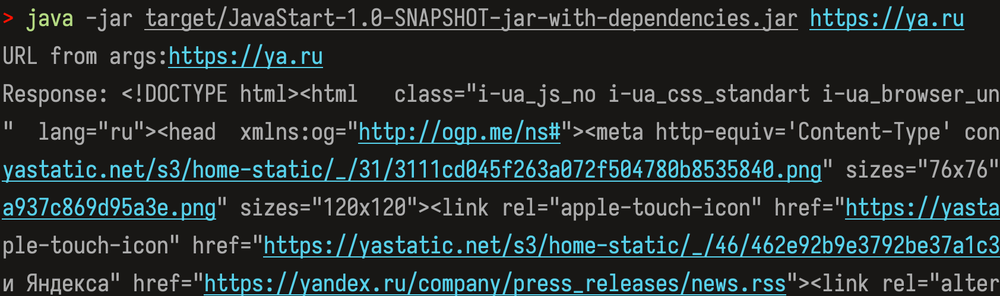 > java -jar target/JavaStart-1.0-SNAPSHOT-jar-with-dependencies.jar https://ya.ru
URL from args:https://ya.ru
Response: <!DOCTYPE html><html   class="i-ua_js_no i-ua_css_standart i-ua_browser_un
"  lang="ru"><head  xmlns:og="http://ogp.me/ns#"><meta http-equiv='Content-Type' con
yastatic.net/s3/home-static/_/31/3111cd045f263a072f504780b8535840.png" sizes="76x76"
a937c869d95a3e.png" sizes="120x120"><link rel="apple-touch-icon" href="https://yasta
ple-touch-icon" href="https://yastatic.net/s3/home-static/_/46/462e92b9e3792be37a1c3
и Яндекса" href="https://yandex.ru/company/press_releases/news.rss"><link rel="alter